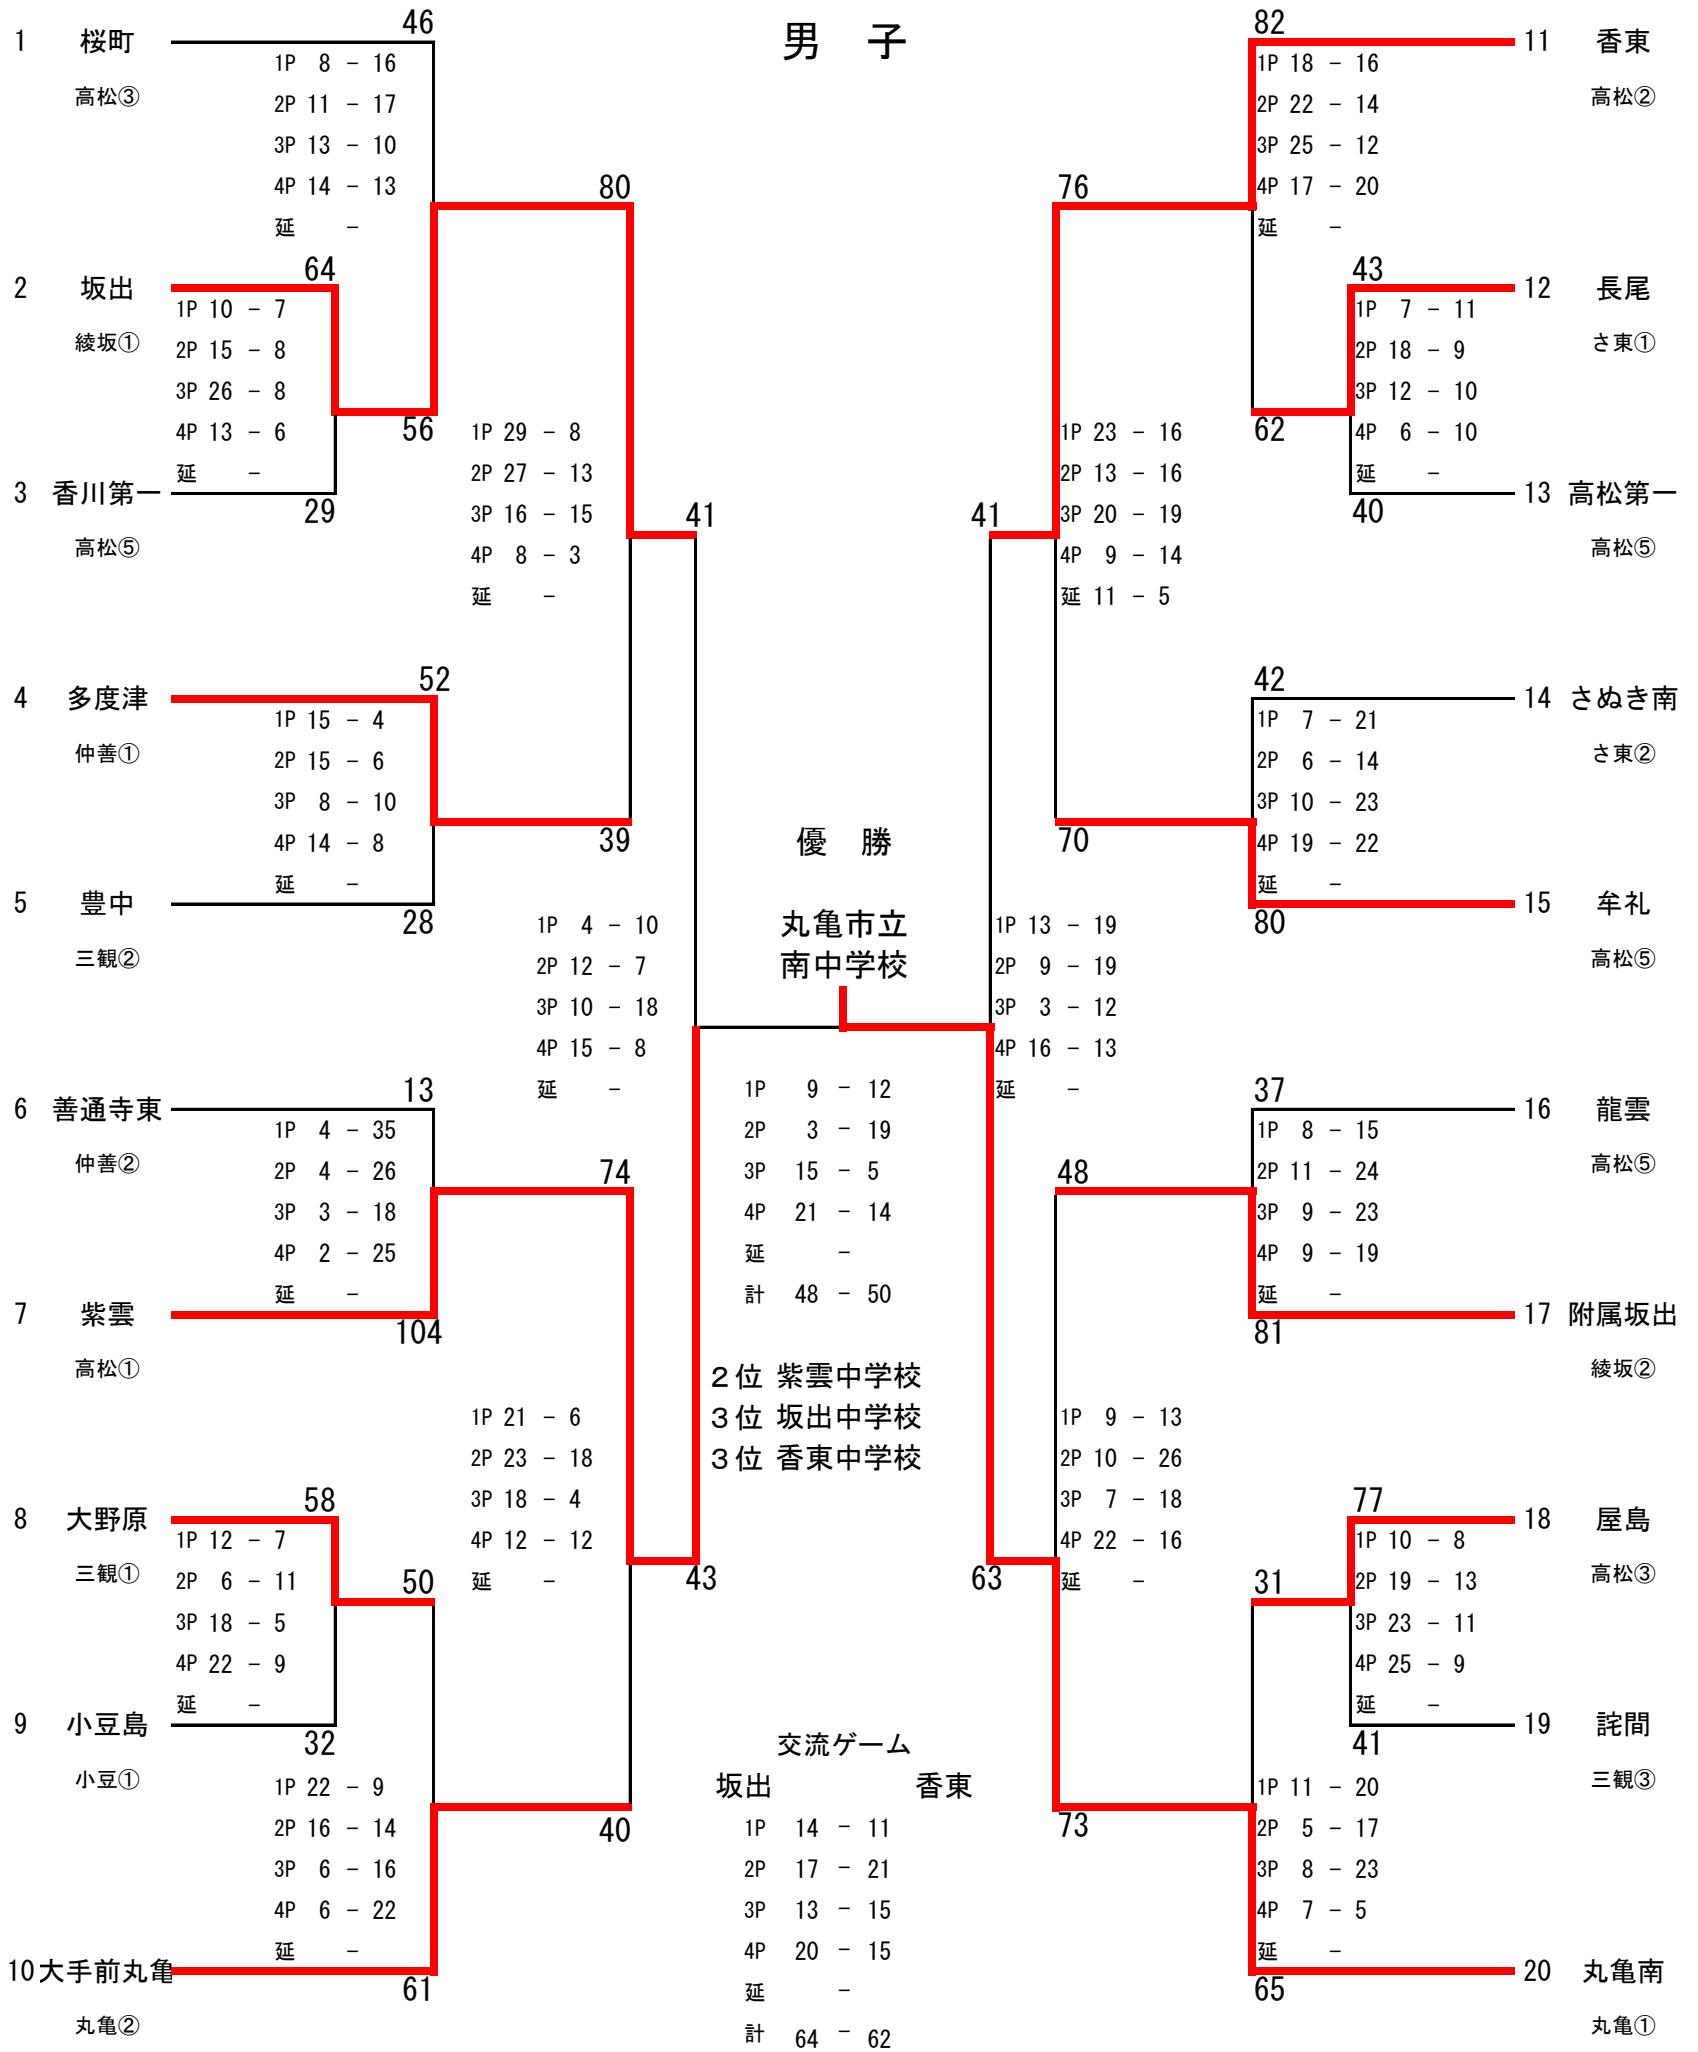 男　子
1 桜町
高松③
46
1P 8 － 16
2P 11 － 17
3P 13 － 10
4P 14 － 13
延 －
2 坂出
綾坂①
64
1P 10 － 7
2P 15 － 8
3P 26 － 8
4P 13 － 6
延 －
56
3 香川第一
高松⑤
29
80
1P 29 － 8
2P 27 － 13
3P 16 － 15
4P 8 － 3
延 －
4 多度津
仲善①
52
1P 15 － 4
2P 15 － 6
3P 8 － 10
4P 14 － 8
延 －
39
5 豊中
三観②
28
41
1P 4 － 10
2P 12 － 7
3P 10 － 18
4P 15 － 8
延 －
6 善通寺東
仲善②
13
1P 4 － 35
2P 4 － 26
3P 3 － 18
4P 2 － 25
延 －
74
7 紫雲
高松①
104
1P 21 － 6
2P 23 － 18
3P 18 － 4
4P 12 － 12
延 －
43
8 大野原
三観①
58
1P 12 － 7
2P 6 － 11
3P 18 － 5
4P 22 － 9
延 －
50
9 小豆島
小豆①
32
1P 22 － 9
2P 16 － 14
3P 6 － 16
4P 6 － 22
延 －
40
10 大手前丸亀
丸亀②
61
優　勝
丸亀市立
南中学校
1P 9 － 12
2P 3 － 19
3P 15 － 5
4P 21 － 14
延 －
計 48 － 50
２位 紫雲中学校
３位 坂出中学校
３位 香東中学校
交流ゲーム
坂出 香東
1P 14 － 11
2P 17 － 21
3P 13 － 15
4P 20 － 15
延 －
計 64 － 62
82
11 香東
高松②
1P 18 － 16
2P 22 － 14
3P 25 － 12
4P 17 － 20
延 －
76
43
12 長尾
さ東①
1P 7 － 11
2P 18 － 9
3P 12 － 10
4P 6 － 10
延 －
62
13 高松第一
高松⑤
40
1P 23 － 16
2P 13 － 16
3P 20 － 19
4P 9 － 14
延 11 － 5
41
42
14 さぬき南
さ東②
1P 7 － 21
2P 6 － 14
3P 10 － 23
4P 19 － 22
延 －
70
15 牟礼
高松⑤
80
1P 13 － 19
2P 9 － 19
3P 3 － 12
4P 16 － 13
延 －
37
16 龍雲
高松⑤
1P 8 － 15
2P 11 － 24
3P 9 － 23
4P 9 － 19
延 －
48
17 附属坂出
綾坂②
81
1P 9 － 13
2P 10 － 26
3P 7 － 18
4P 22 － 16
延 －
63
77
18 屋島
高松③
1P 10 － 8
2P 19 － 13
3P 23 － 11
4P 25 － 9
延 －
31
19 詫間
三観③
41
1P 11 － 20
2P 5 － 17
3P 8 － 23
4P 7 － 5
延 －
73
20 丸亀南
丸亀①
65